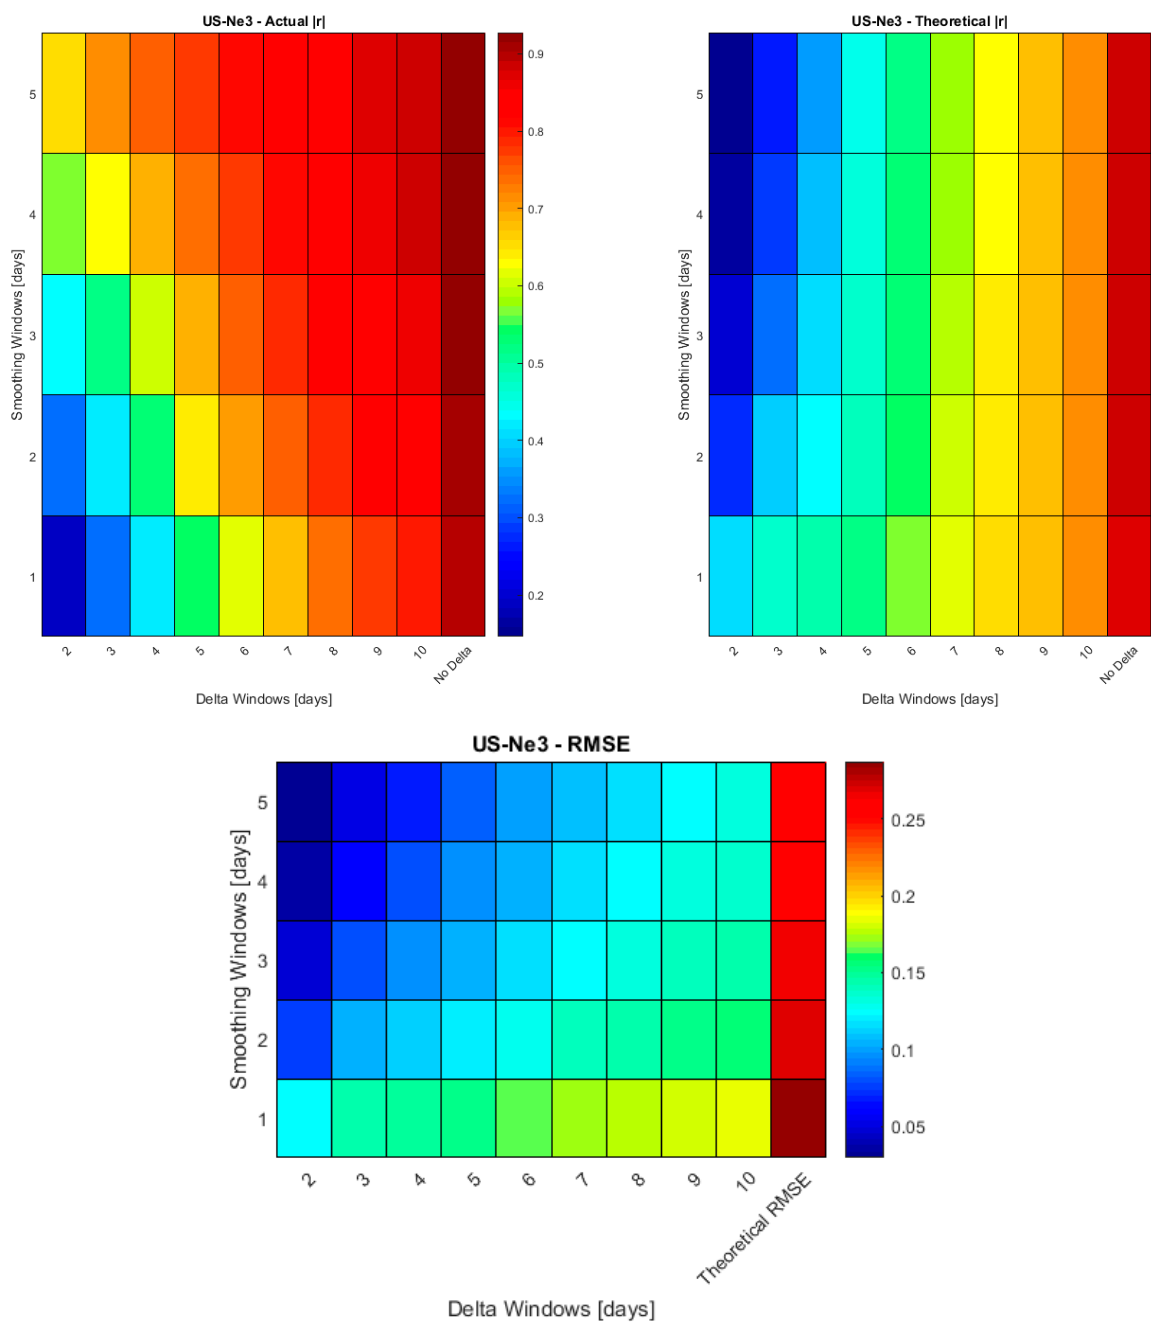 US-Ne3 - Actual |r|
Smoothing Windows [days]
5
4
3
2
1
2 3 4 5 6 7 8 9 10 No Delta
Delta Windows [days]
0.9
0.8
0.7
0.6
0.5
0.4
0.3
0.2
US-Ne3 - Theoretical |r|
Smoothing Windows [days]
5
4
3
2
1
2 3 4 5 6 7 8 9 10 No Delta
Delta Windows [days]
US-Ne3 - RMSE
Smoothing Windows [days]
5
4
3
2
1
2 3 4 5 6 7 8 9 10 Theoretical RMSE
Delta Windows [days]
0.25
0.2
0.15
0.1
0.05